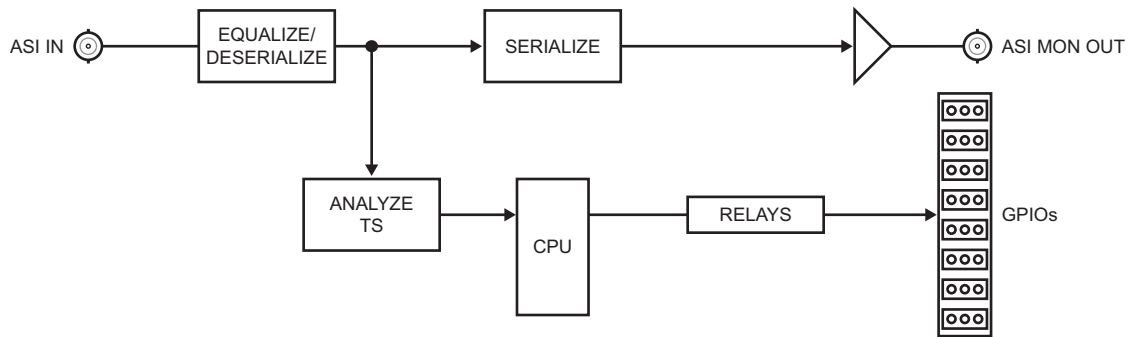 ASI IN
EQUALIZE/
DESERIALIZE
SERIALIZE
ASI MON OUT
ANALYZE
TS
CPU
RELAYS
GPIOs